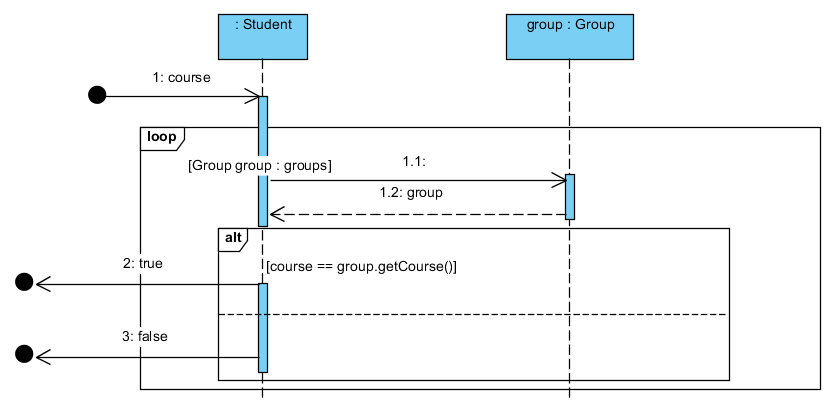 : Student
group : Group
1: course
loop
[Group group : groups]
1.1:
1.2: group
alt
2: true
[course == group.getCourse()]
3: false